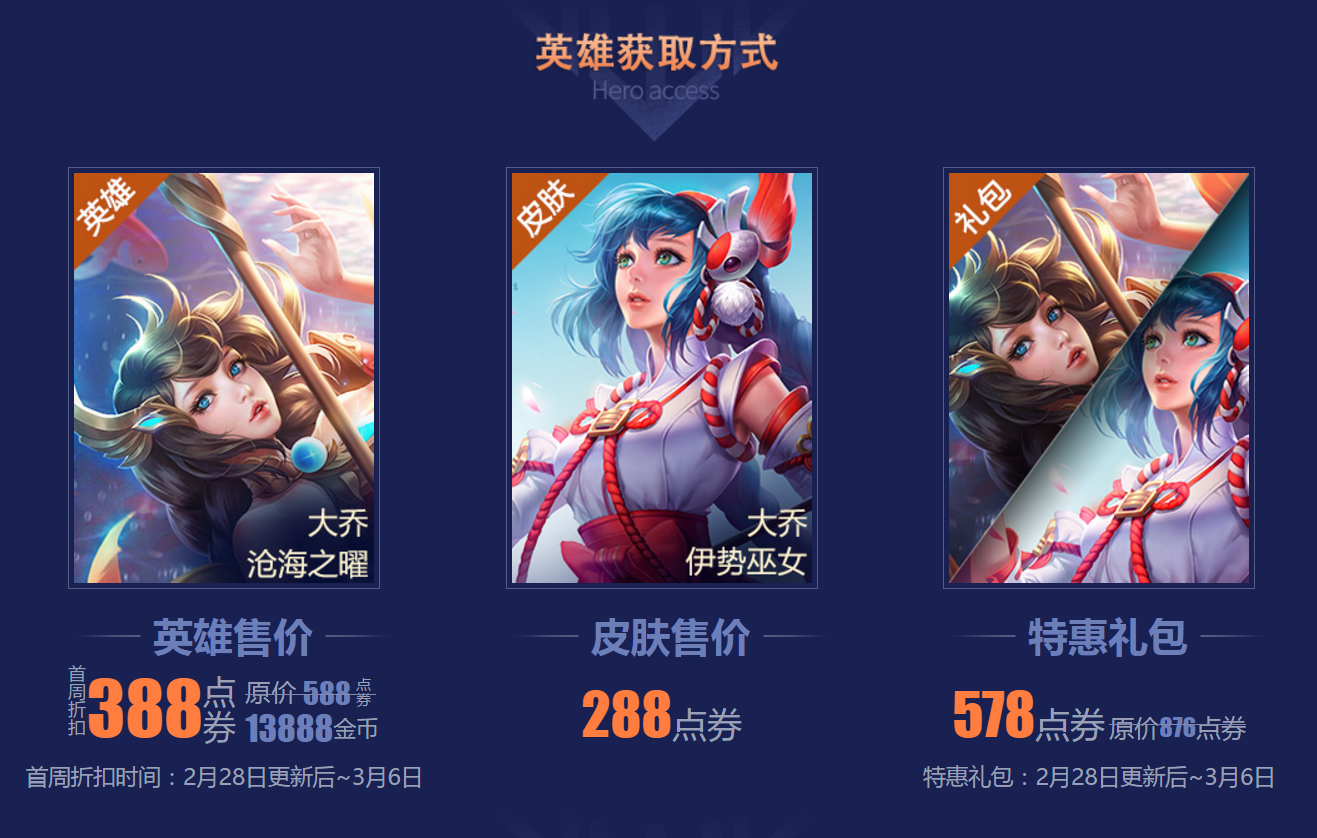 英雄获取方式
Hero access
英雄
大乔
沧海之曜
皮肤
大乔
伊势巫女
礼包
英雄售价
首周折扣 388点券 原价 588 点券
13888金币
首周折扣时间：2月28日更新后~3月6日
皮肤售价
288点券
特惠礼包
578点券 原价876点券
特惠礼包：2月28日更新后~3月6日